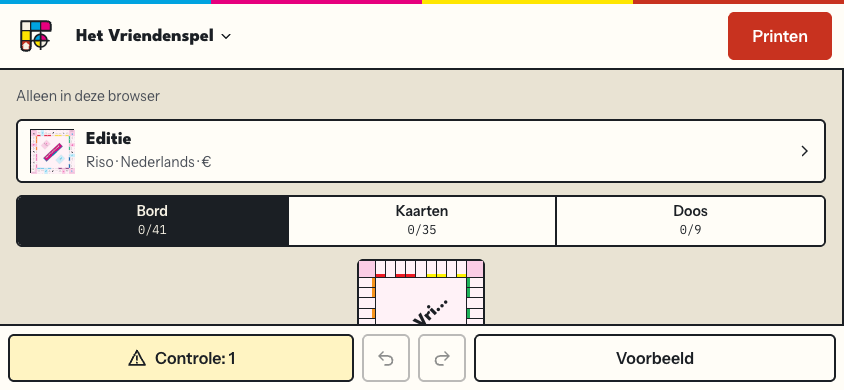 Het Vriendenspel
Printen
Alleen in deze browser
Editie
Riso · Nederlands · €
Bord
0/41
Kaarten
0/35
Doos
0/9
Vri...
Controle: 1
Voorbeeld